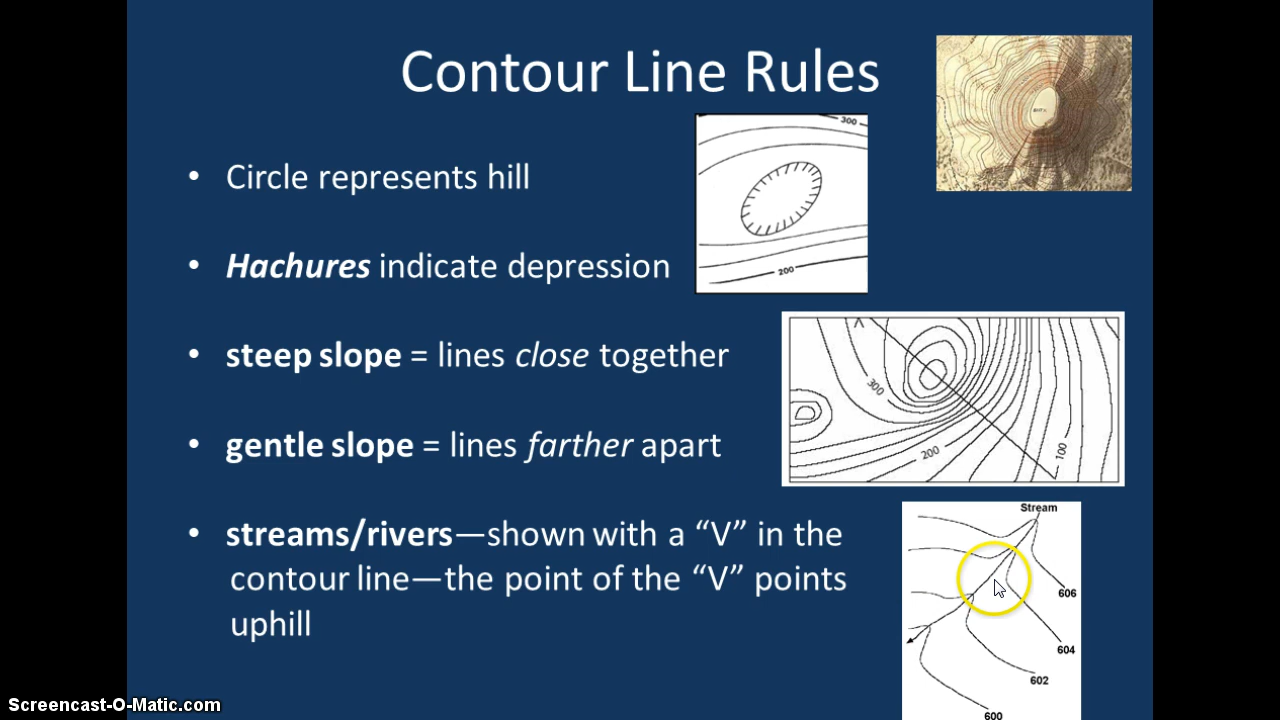 Contour Line Rules
• Circle represents hill
• Hachures indicate depression
• steep slope = lines close together
• gentle slope = lines farther apart
• streams/rivers—shown with a “V” in the
contour line—the point of the “V” points
uphill
300
200
300
200
100
Stream
606
604
602
600
Screencast-O-Matic.com